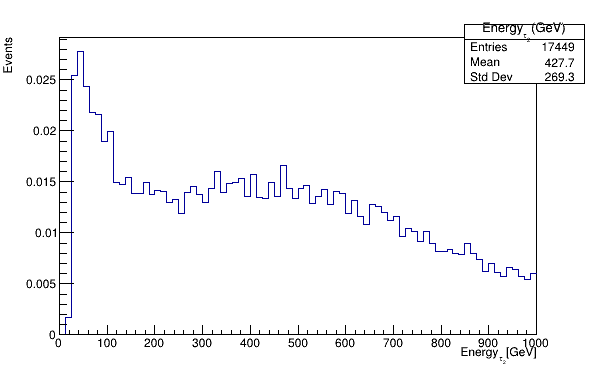 Energy_τ₂ (GeV)
Entries 17449
Mean 427.7
Std Dev 269.3
Events
0.025
0.02
0.015
0.01
0.005
0
0 100 200 300 400 500 600 700 800 900 1000
Energy_τ₂ [GeV]